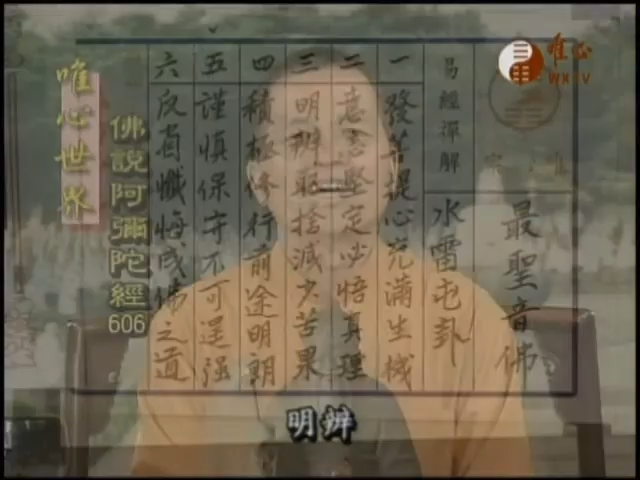 唯心
WXTV
唯心世界
佛說阿彌陀經
606
最聖音佛
易經禪解
水雷屯卦
一 發菩提心充滿生機
二 意志堅定必悟真理
三 明辨取捨減少苦果
四 積極修行前途明朗
五 謹慎保守不可逞強
六 反省懺悔成佛之道
明辨